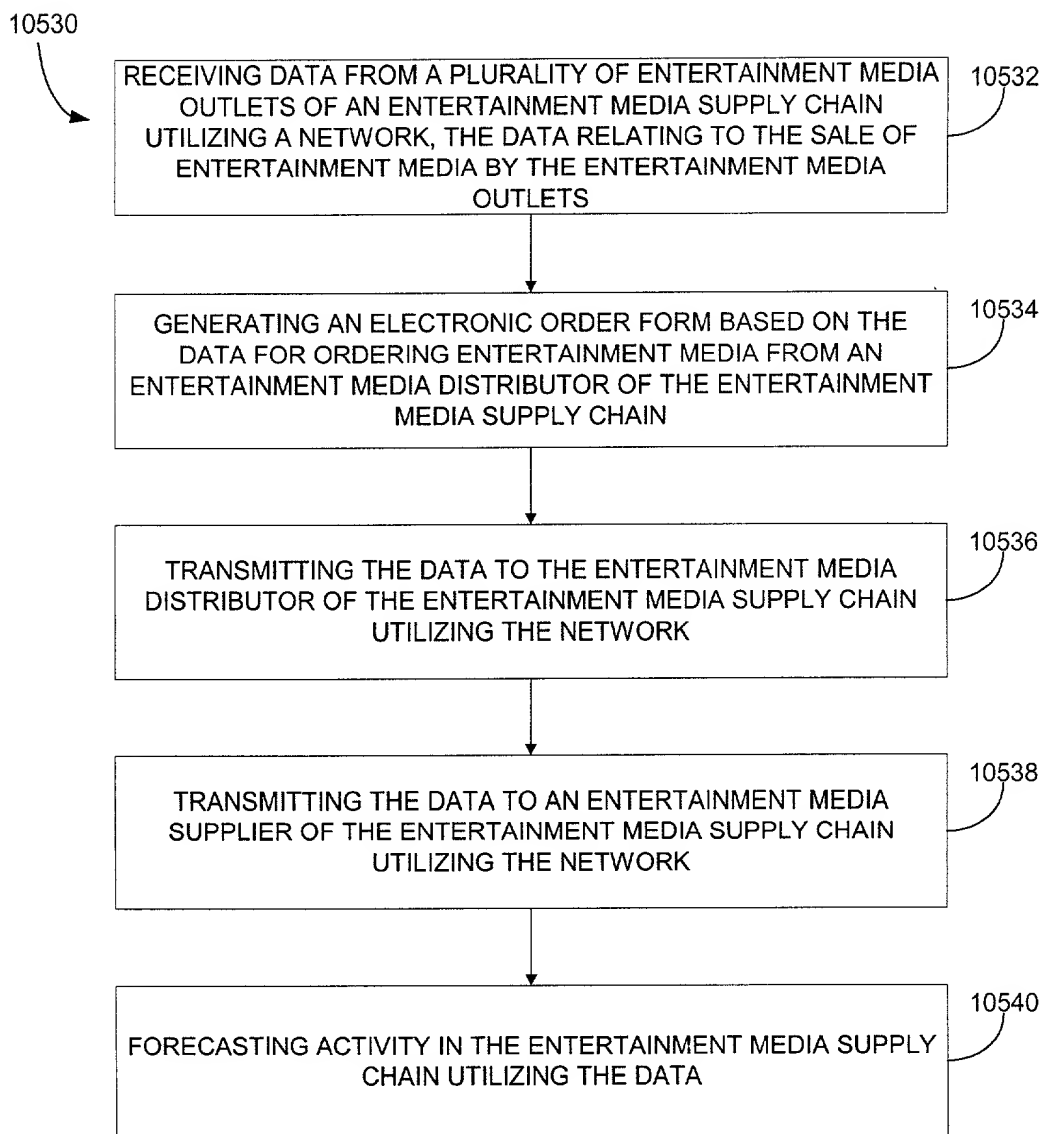 10530
RECEIVING DATA FROM A PLURALITY OF ENTERTAINMENT MEDIA
OUTLETS OF AN ENTERTAINMENT MEDIA SUPPLY CHAIN
UTILIZING A NETWORK, THE DATA RELATING TO THE SALE OF
ENTERTAINMENT MEDIA BY THE ENTERTAINMENT MEDIA
OUTLETS
10532
GENERATING AN ELECTRONIC ORDER FORM BASED ON THE
DATA FOR ORDERING ENTERTAINMENT MEDIA FROM AN
ENTERTAINMENT MEDIA DISTRIBUTOR OF THE ENTERTAINMENT
MEDIA SUPPLY CHAIN
10534
TRANSMITTING THE DATA TO THE ENTERTAINMENT MEDIA
DISTRIBUTOR OF THE ENTERTAINMENT MEDIA SUPPLY CHAIN
UTILIZING THE NETWORK
10536
TRANSMITTING THE DATA TO AN ENTERTAINMENT MEDIA
SUPPLIER OF THE ENTERTAINMENT MEDIA SUPPLY CHAIN
UTILIZING THE NETWORK
10538
FORECASTING ACTIVITY IN THE ENTERTAINMENT MEDIA SUPPLY
CHAIN UTILIZING THE DATA
10540